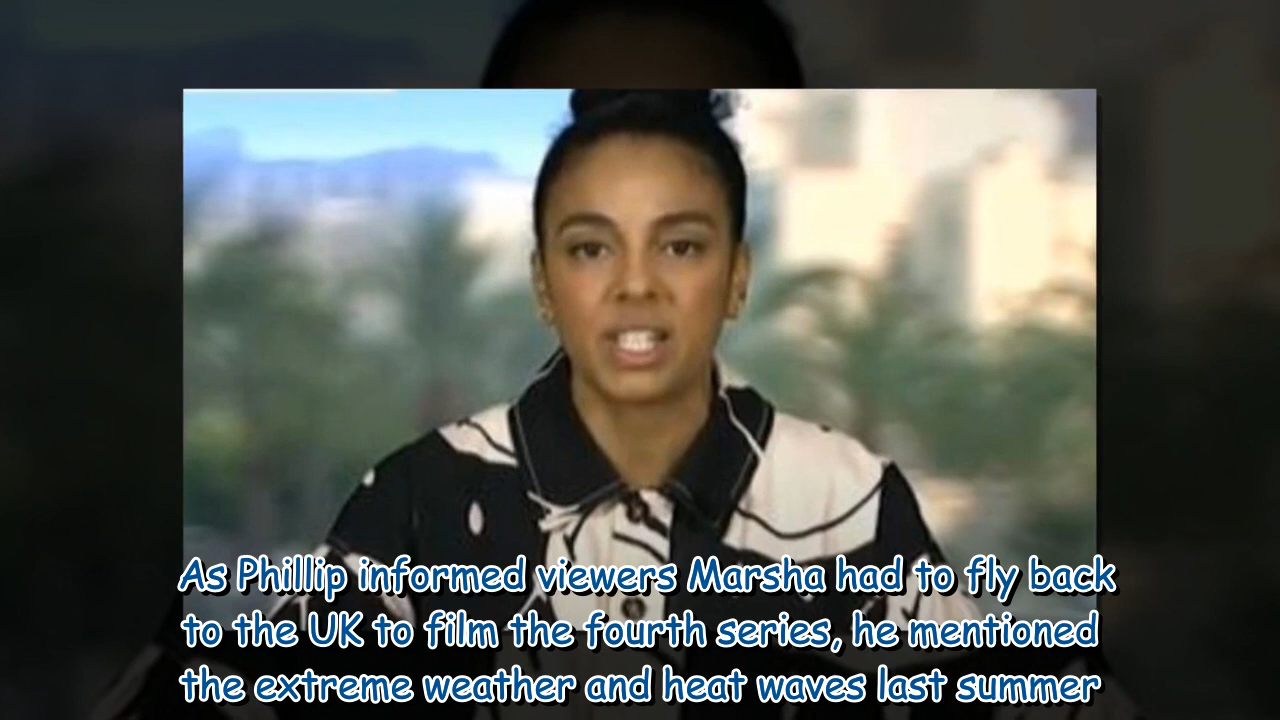 As Phillip informed viewers Marsha had to fly back
to the UK to film the fourth series, he mentioned
the extreme weather and heat waves last summer